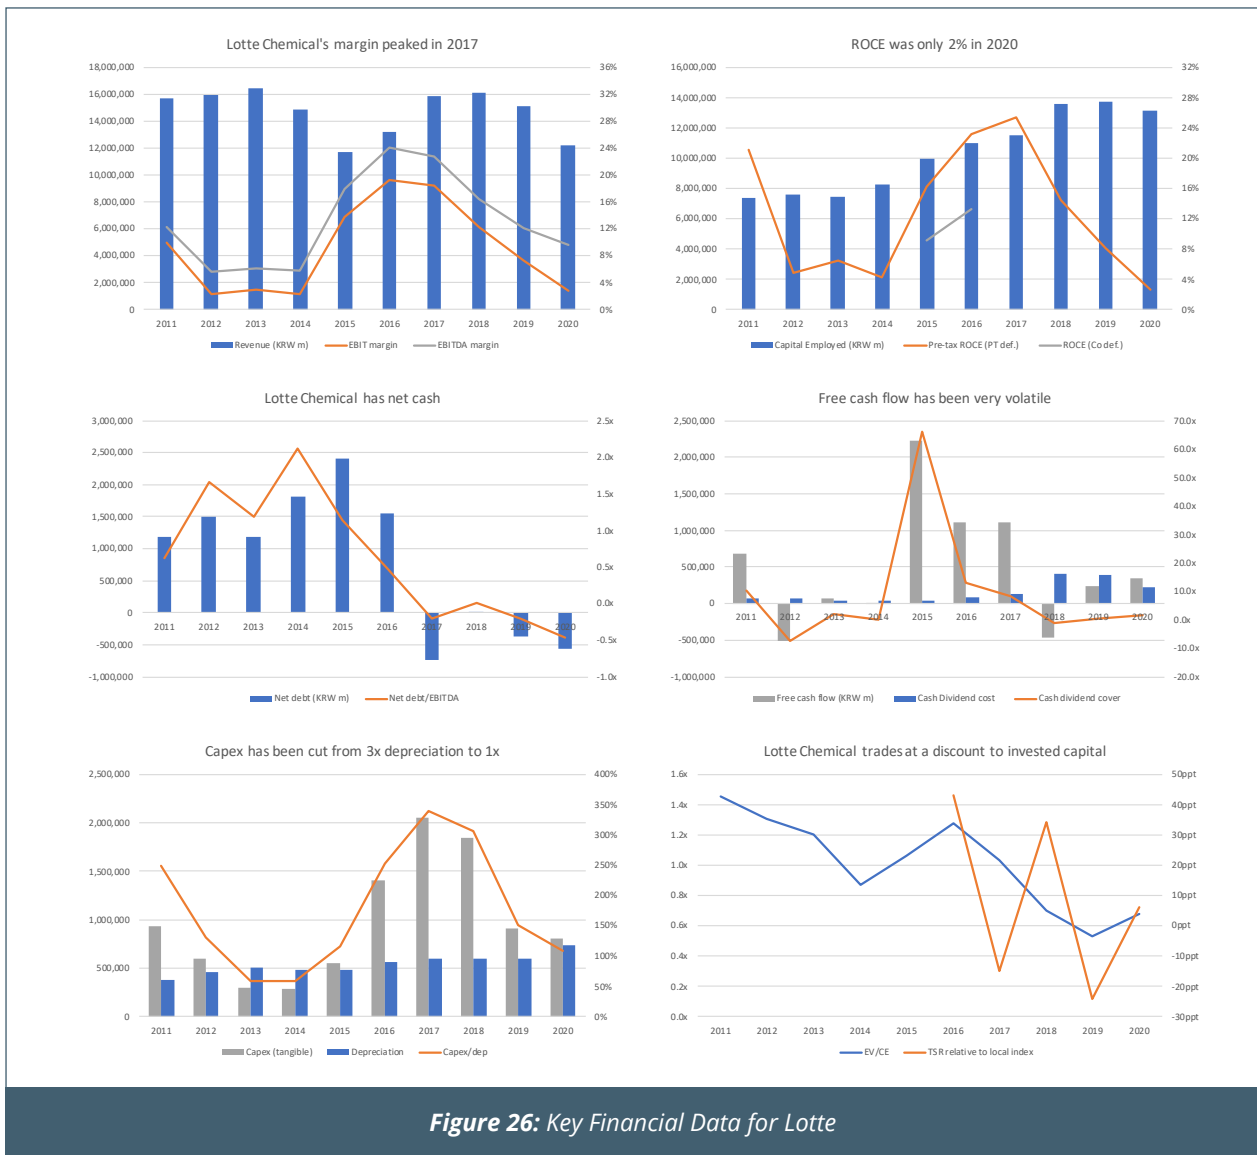 Lotte Chemical's margin peaked in 2017
18,000,000
16,000,000
14,000,000
12,000,000
10,000,000
8,000,000
6,000,000
4,000,000
2,000,000
0
36%
32%
28%
24%
20%
16%
12%
8%
4%
0%
2011 2012 2013 2014 2015 2016 2017 2018 2019 2020
Revenue (KRW m) EBIT margin EBITDA margin
ROCE was only 2% in 2020
16,000,000
14,000,000
12,000,000
10,000,000
8,000,000
6,000,000
4,000,000
2,000,000
0
32%
28%
24%
20%
16%
12%
8%
4%
0%
2011 2012 2013 2014 2015 2016 2017 2018 2019 2020
Capital Employed (KRW m) Pre-tax ROCE (PT def.) ROCE (Co def.)
Lotte Chemical has net cash
3,000,000
2,500,000
2,000,000
1,500,000
1,000,000
500,000
0
-500,000
-1,000,000
2.5x
2.0x
1.5x
1.0x
0.5x
0.0x
-0.5x
-1.0x
2011 2012 2013 2014 2015 2016 2017 2018 2019 2020
Net debt (KRW m) Net debt/EBITDA
Free cash flow has been very volatile
2,500,000
2,000,000
1,500,000
1,000,000
500,000
0
-500,000
-1,000,000
70.0x
60.0x
50.0x
40.0x
30.0x
20.0x
10.0x
0.0x
-10.0x
-20.0x
2011 2012 2013 2014 2015 2016 2017 2018 2019 2020
Free cash flow (KRW m) Cash Dividend cost Cash dividend cover
Capex has been cut from 3x depreciation to 1x
2,500,000
2,000,000
1,500,000
1,000,000
500,000
0
400%
350%
300%
250%
200%
150%
100%
50%
0%
2011 2012 2013 2014 2015 2016 2017 2018 2019 2020
Capex (tangible) Depreciation Capex/dep
Lotte Chemical trades at a discount to invested capital
1.6x
1.4x
1.2x
1.0x
0.8x
0.6x
0.4x
0.2x
0.0x
50ppt
40ppt
30ppt
20ppt
10ppt
0ppt
-10ppt
-20ppt
-30ppt
2011 2012 2013 2014 2015 2016 2017 2018 2019 2020
EV/CE TSR relative to local index
Figure 26: Key Financial Data for Lotte